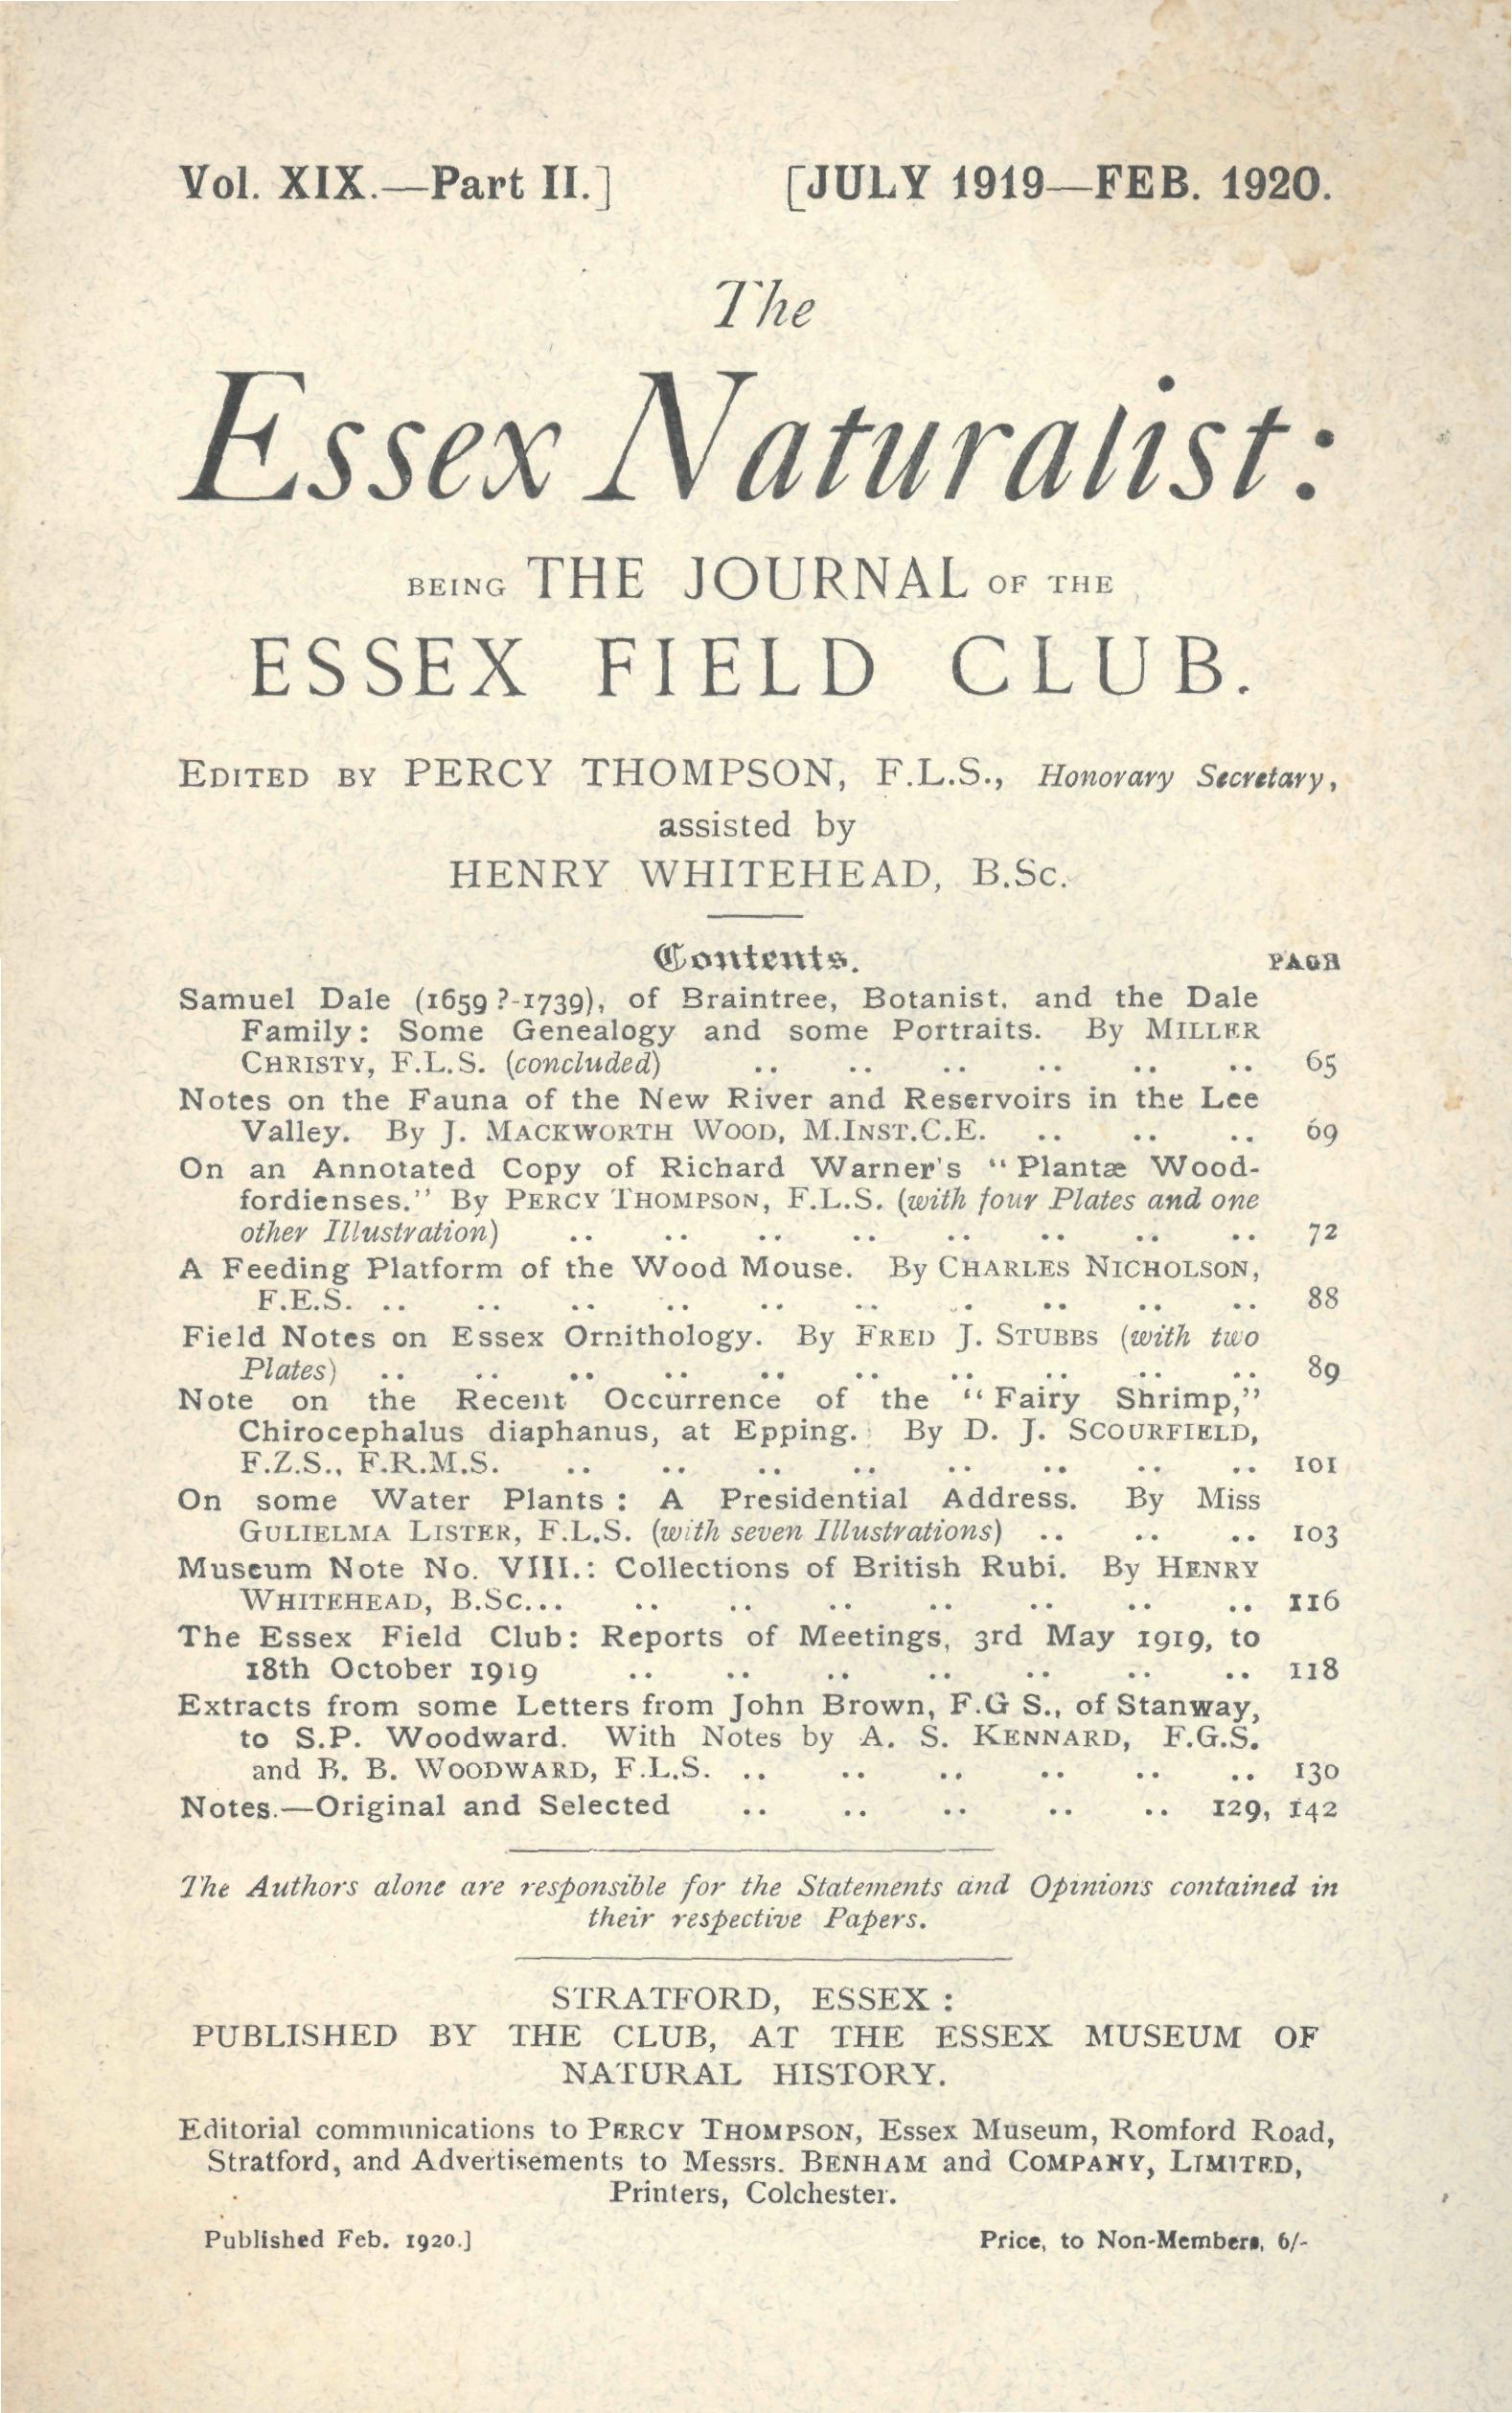 Vol. XIX.—Part II.] [JULY 1919—FEB. 1920.
The
Essex Naturalist:
BEING THE JOURNAL OF THE
ESSEX FIELD CLUB.
EDITED BY PERCY THOMPSON, F.L.S., Honorary Secretary,
assisted by
HENRY WHITEHEAD, B.Sc.
Contents. PAGE
Samuel Dale (1659 ?-1739), of Braintree, Botanist, and the Dale
Family: Some Genealogy and some Portraits. By MILLER
CHRISTY, F.L.S. (concluded) .. .. .. .. .. .. 65
Notes on the Fauna of the New River and Reservoirs in the Lee
Valley. By J. MACKWORTH WOOD, M.INST.C.E. .. .. .. 69
On an Annotated Copy of Richard Warner's "Plantæ Wood-
fordienses." By PERCY THOMPSON, F.L.S. (with four Plates and one
other Illustration) .. .. .. .. .. .. .. .. 72
A Feeding Platform of the Wood Mouse. By CHARLES NICHOLSON,
F.E.S. .. .. .. .. .. .. .. .. .. .. 88
Field Notes on Essex Ornithology. By FRED J. STUBBS (with two
Plates) .. .. .. .. .. .. .. .. .. .. 89
Note on the Recent Occurrence of the "Fairy Shrimp,"
Chirocephalus diaphanus, at Epping. By D. J. SCOURFIELD,
F.Z.S., F.R.M.S. .. .. .. .. .. .. .. .. 101
On some Water Plants: A Presidential Address. By Miss
GULIELMA LISTER, F.L.S. (with seven Illustrations) .. .. .. 103
Museum Note No. VIII.: Collections of British Rubi. By HENRY
WHITEHEAD, B.SC... .. .. .. .. .. .. .. 116
The Essex Field Club: Reports of Meetings, 3rd May 1919, to
18th October 1919 .. .. .. .. .. .. .. 118
Extracts from some Letters from John Brown, F.G S., of Stanway,
to S.P. Woodward. With Notes by A. S. KENNARD, F.G.S.
and B. B. WOODWARD, F.L.S. .. .. .. .. .. .. 130
Notes.—Original and Selected .. .. .. .. .. 129, 142
The Authors alone are responsible for the Statements and Opinions contained in
their respective Papers.
STRATFORD, ESSEX:
PUBLISHED BY THE CLUB, AT THE ESSEX MUSEUM OF
NATURAL HISTORY.
Editorial communications to PERCY THOMPSON, Essex Museum, Romford Road,
Stratford, and Advertisements to Messrs. BENHAM and COMPANY, LIMITED,
Printers, Colchester.
Published Feb. 1920.] Price, to Non-Members, 6/-